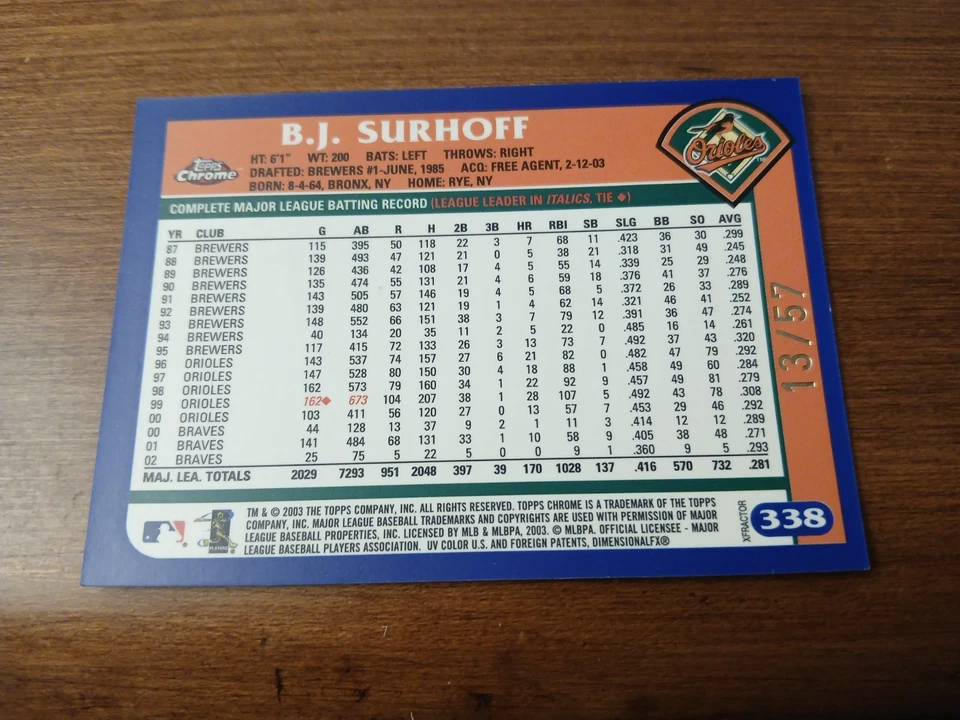 B.J. SURHOFF
Topps Chrome
HT: 6'1" WT: 200 BATS: LEFT THROWS: RIGHT
DRAFTED: BREWERS #1-JUNE, 1985 ACQ: FREE AGENT, 2-12-03
BORN: 8-4-64, BRONX, NY HOME: RYE, NY
Orioles TM
COMPLETE MAJOR LEAGUE BATTING RECORD (LEAGUE LEADER IN ITALICS, TIE ◆)
YR CLUB G AB R H 2B 3B HR RBI SB SLG BB SO AVG
87 BREWERS 115 395 50 118 22 3 7 68 11 .423 36 30 .299
88 BREWERS 139 493 47 121 21 0 5 38 21 .318 31 49 .245
89 BREWERS 126 436 42 108 17 4 5 55 14 .339 25 29 .248
90 BREWERS 135 474 55 131 21 4 6 59 18 .376 41 37 .276
91 BREWERS 143 505 57 146 19 4 5 68 5 .372 26 33 .289
92 BREWERS 139 480 63 121 19 1 4 62 14 .321 46 41 .252
93 BREWERS 148 552 66 151 38 3 7 79 12 .391 36 47 .274
94 BREWERS 40 134 20 35 11 2 5 22 0 .485 16 14 .261
95 BREWERS 117 415 72 133 26 3 13 73 7 .492 37 43 .320
96 ORIOLES 143 537 74 157 27 6 21 82 0 .482 47 79 .292
97 ORIOLES 147 528 80 150 30 4 18 88 1 .458 49 60 .284
98 ORIOLES 162 573 79 160 34 1 22 92 9 .457 49 81 .279
99 ORIOLES 162◆ 673 104 207 38 1 28 107 5 .492 43 78 .308
00 ORIOLES 103 411 56 120 27 0 13 57 7 .453 29 46 .292
00 BRAVES 44 128 13 37 9 2 1 11 3 .414 12 12 .289
01 BRAVES 141 484 68 131 33 1 10 58 9 .405 38 48 .271
02 BRAVES 25 75 5 22 5 0 0 9 1 .360 9 5 .293
MAJ. LEA. TOTALS 2029 7293 951 2048 397 39 170 1028 137 .416 570 732 .281
13/57
TM & © 2003 THE TOPPS COMPANY, INC. ALL RIGHTS RESERVED. TOPPS CHROME IS A TRADEMARK OF THE TOPPS
COMPANY, INC. MAJOR LEAGUE BASEBALL TRADEMARKS AND COPYRIGHTS ARE USED WITH PERMISSION OF MAJOR
LEAGUE BASEBALL PROPERTIES, INC. LICENSED BY MLB & MLBPA, 2003. © MLBPA. OFFICIAL LICENSEE - MAJOR
LEAGUE BASEBALL PLAYERS ASSOCIATION. UV COLOR U.S. AND FOREIGN PATENTS, DIMENSIONALFX®
PLAYERS
XFRACTOR
338